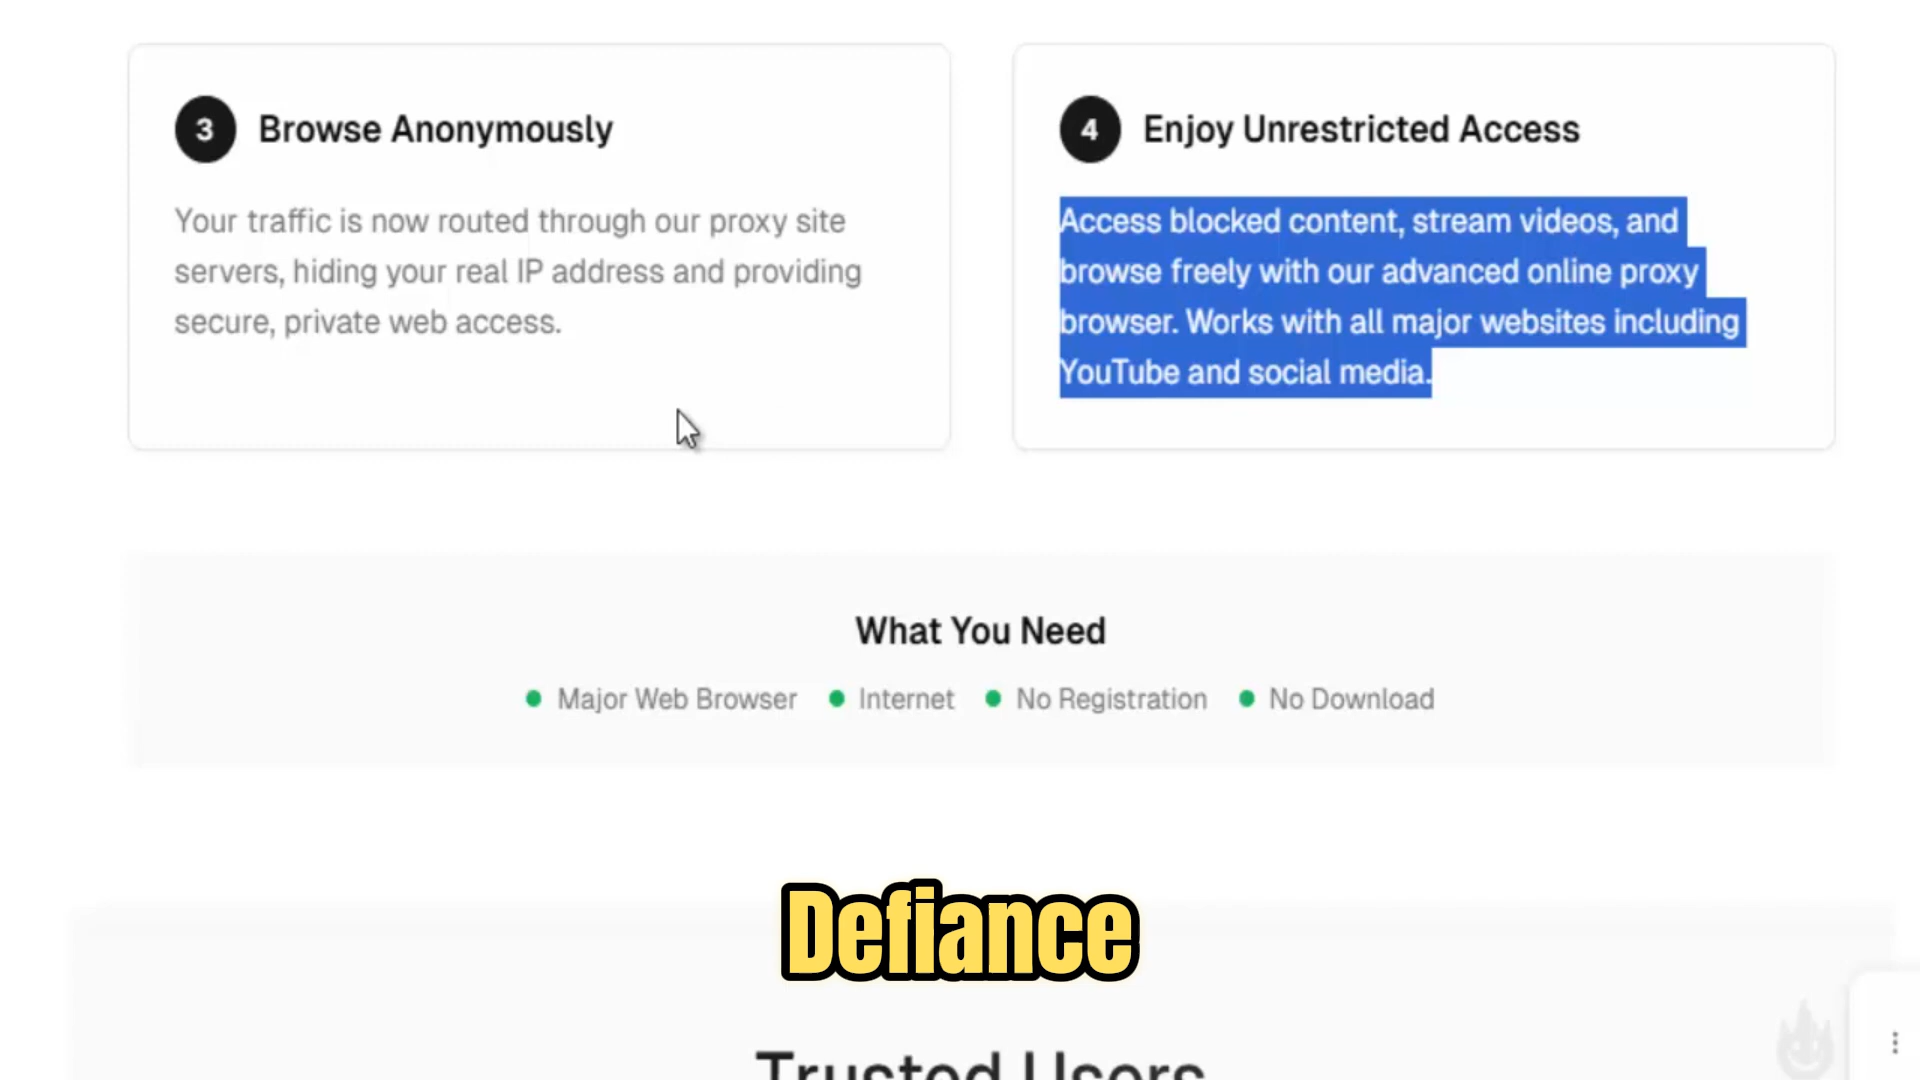 3 Browse Anonymously
Your traffic is now routed through our proxy site
servers, hiding your real IP address and providing
secure, private web access.
4 Enjoy Unrestricted Access
Access blocked content, stream videos, and
browse freely with our advanced online proxy
browser. Works with all major websites including
YouTube and social media.
What You Need
Major Web Browser Internet No Registration No Download
Defiance
Trusted Users